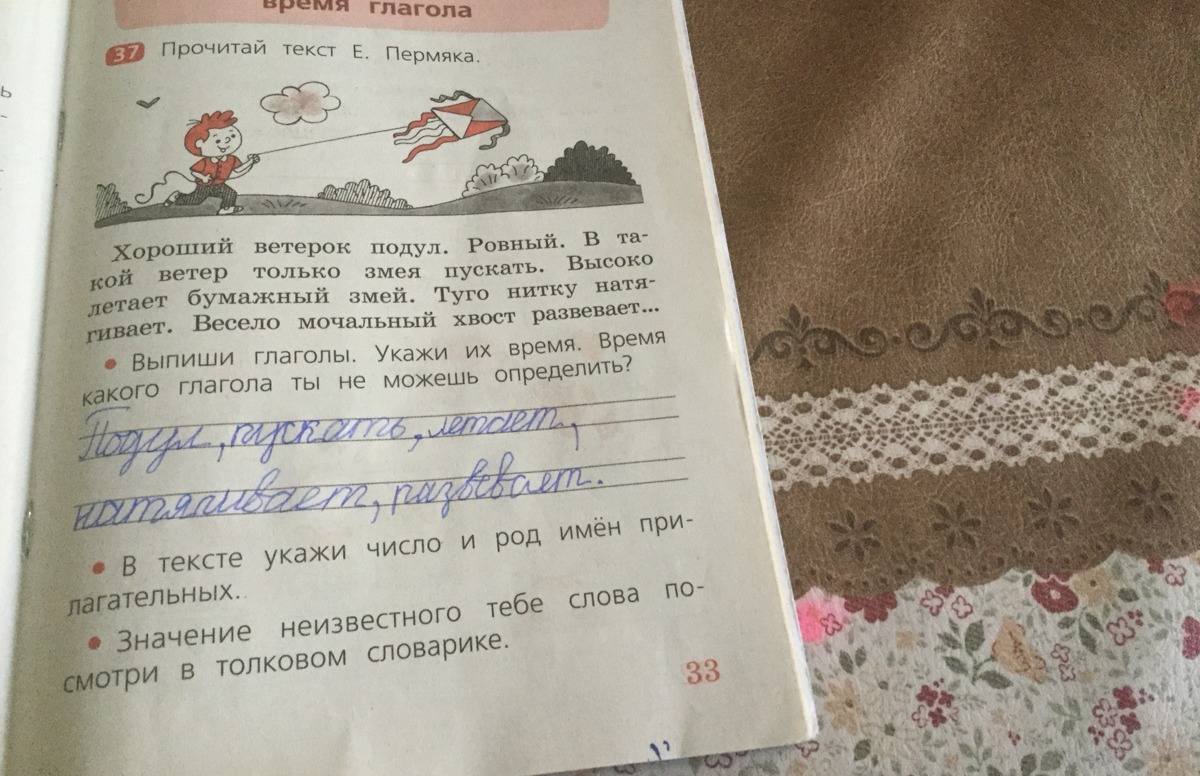 время глагола
37 Прочитай текст Е. Пермяка.
Хороший ветерок подул. Ровный. В та-
кой ветер только змея пускать. Высоко
летает бумажный змей. Туго нитку натя-
гивает. Весело мочальный хвост развевает...
• Выпиши глаголы. Укажи их время. Время
какого глагола ты не можешь определить?
Подул, пускать, летает,
натягивает, развевает.
• В тексте укажи число и род имён при-
лагательных.
• Значение неизвестного тебе слова по-
смотри в толковом словарике.
33